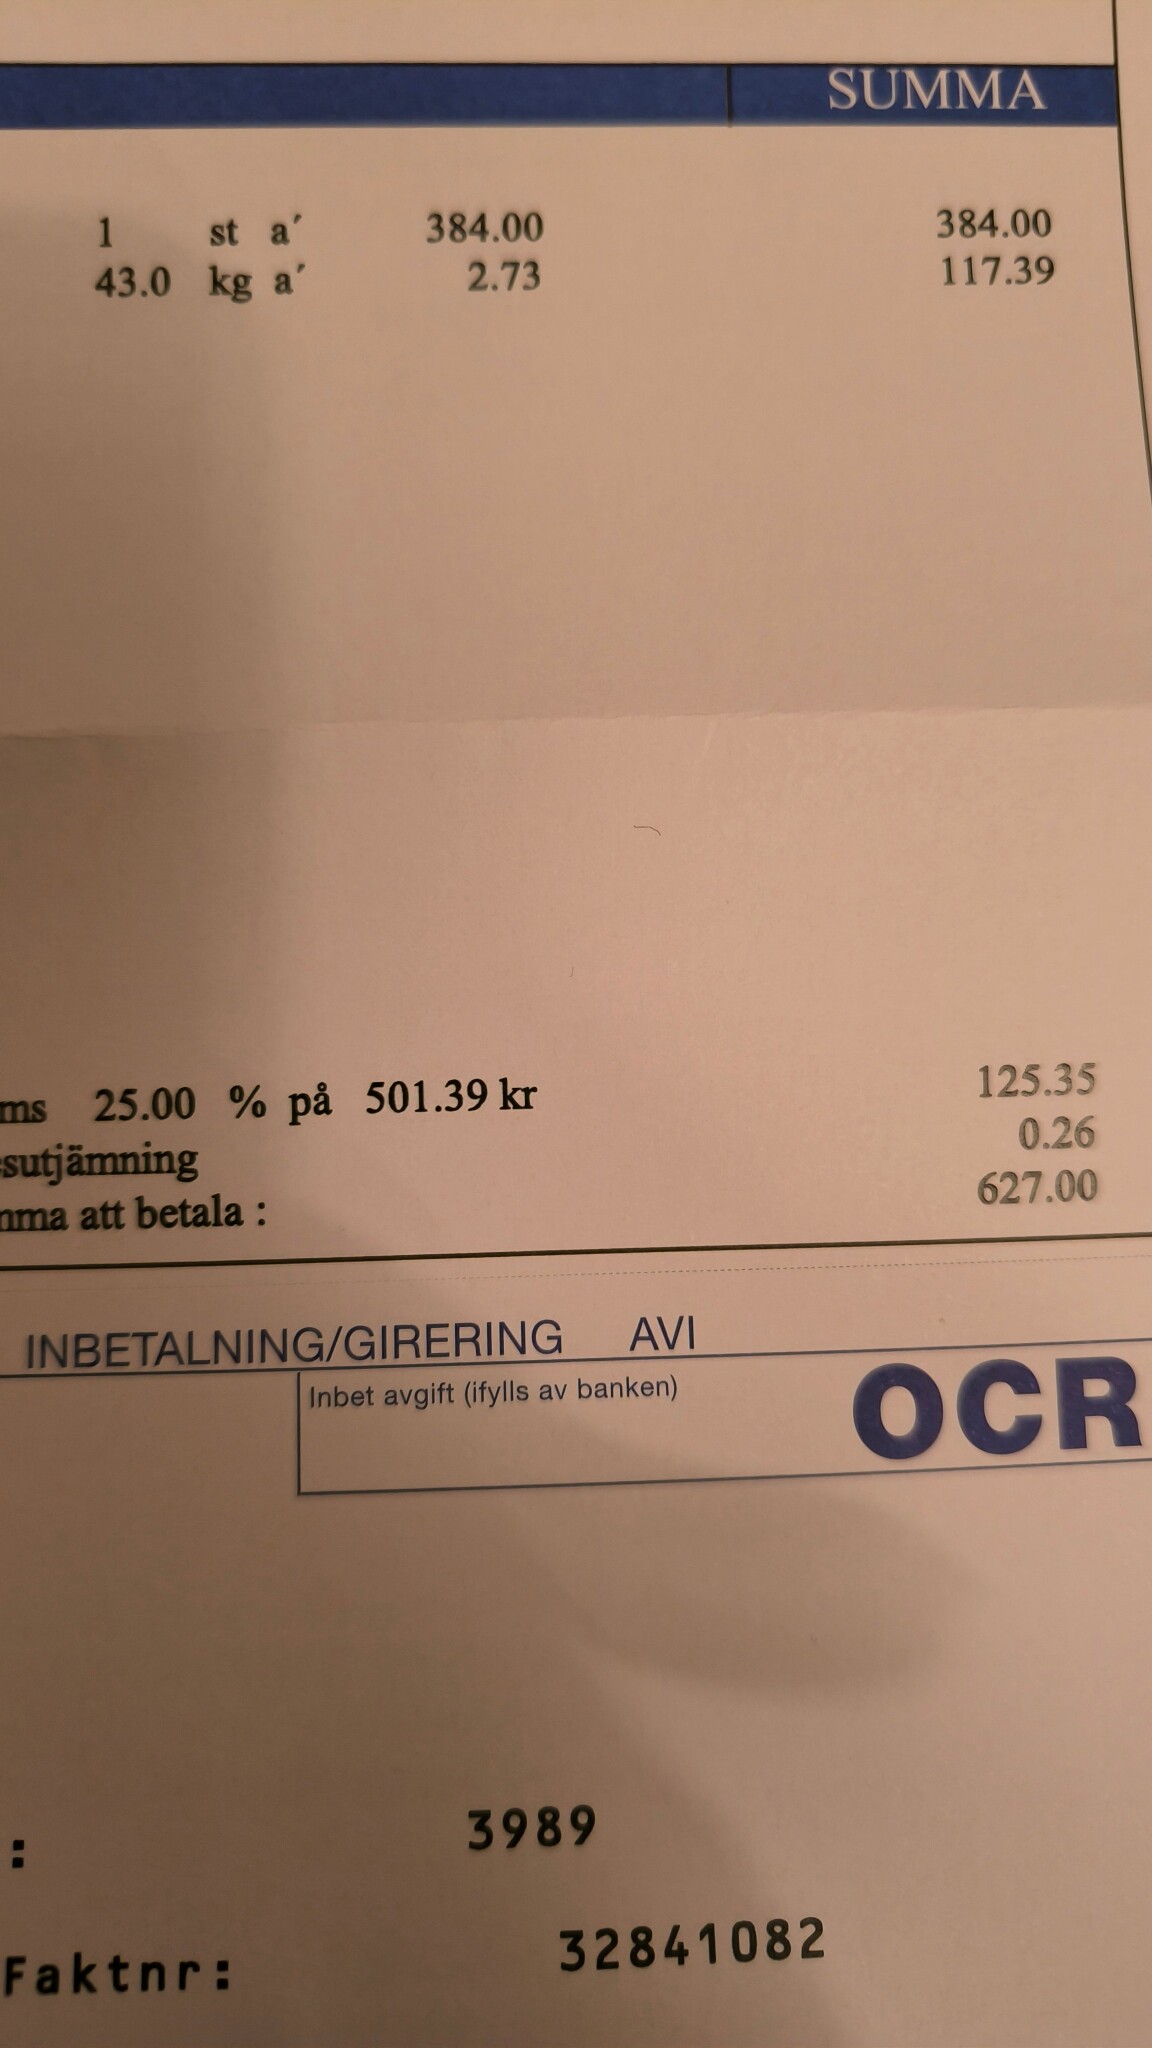 SUMMA
1 st a´ 384.00 384.00
43.0 kg a´ 2.73 117.39
ms 25.00 % på 501.39 kr 125.35
sutjämning 0.26
mma att betala : 627.00
INBETALNING/GIRERING AVI
Inbet avgift (ifylls av banken)
OCR
: 3989
Faktnr: 32841082